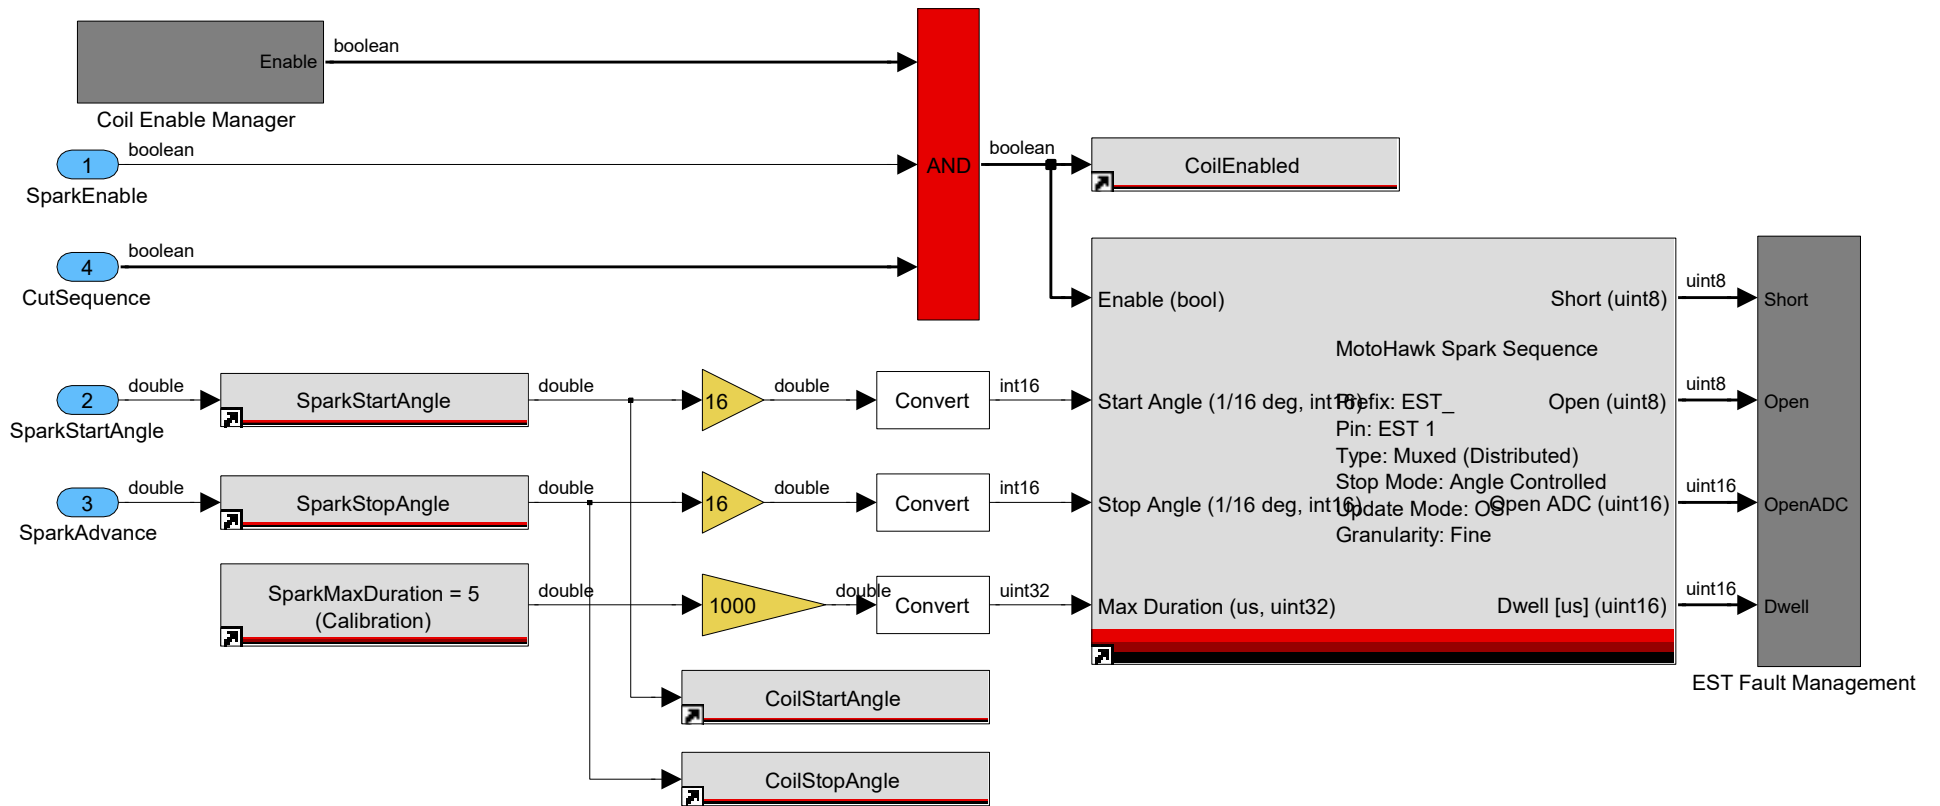 boolean
Enable
Coil Enable Manager
boolean
1
SparkEnable
AND
boolean
CoilEnabled
boolean
4
CutSequence
Enable (bool)
Short (uint8)
uint8
Short
MotoHawk Spark Sequence
double
2
SparkStartAngle
SparkStartAngle
double
16
double
Convert
int16
Start Angle (1/16 deg, int16)
Prefix: EST_
Open (uint8)
uint8
Open
Pin: EST 1
Type: Muxed (Distributed)
Stop Mode: Angle Controlled
double
3
SparkAdvance
SparkStopAngle
double
16
double
Convert
int16
Stop Angle (1/16 deg, int16)
Update Mode: OS
Open ADC (uint16)
uint16
OpenADC
Granularity: Fine
SparkMaxDuration = 5
(Calibration)
double
1000
double
Convert
uint32
Max Duration (us, uint32)
Dwell [us] (uint16)
uint16
Dwell
EST Fault Management
CoilStartAngle
CoilStopAngle